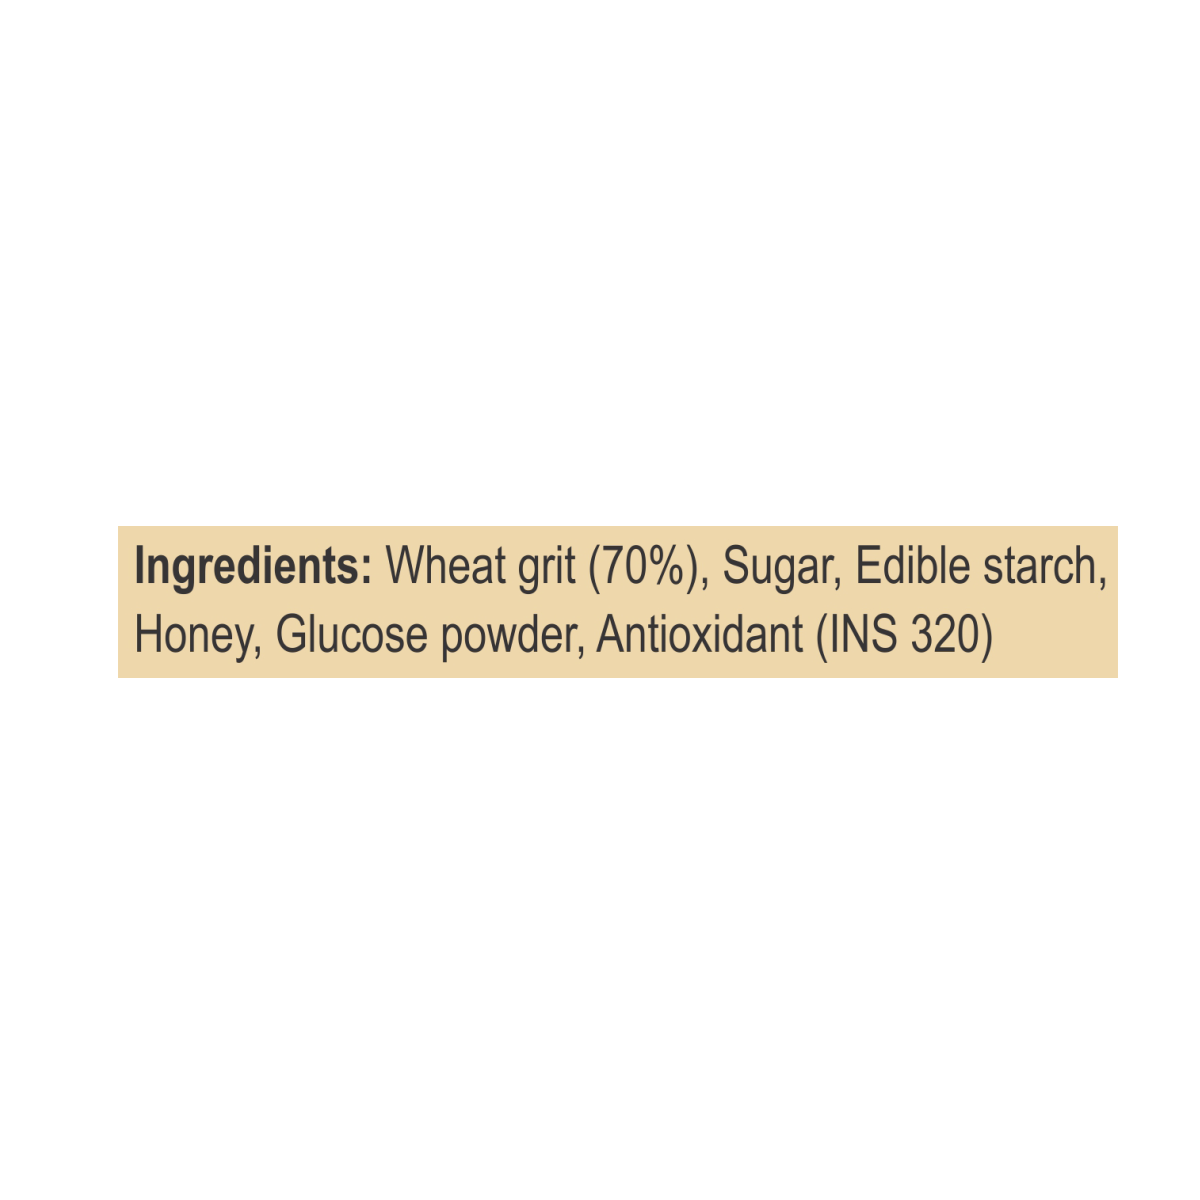 Ingredients: Wheat grit (70%), Sugar, Edible starch,
Honey, Glucose powder, Antioxidant (INS 320)